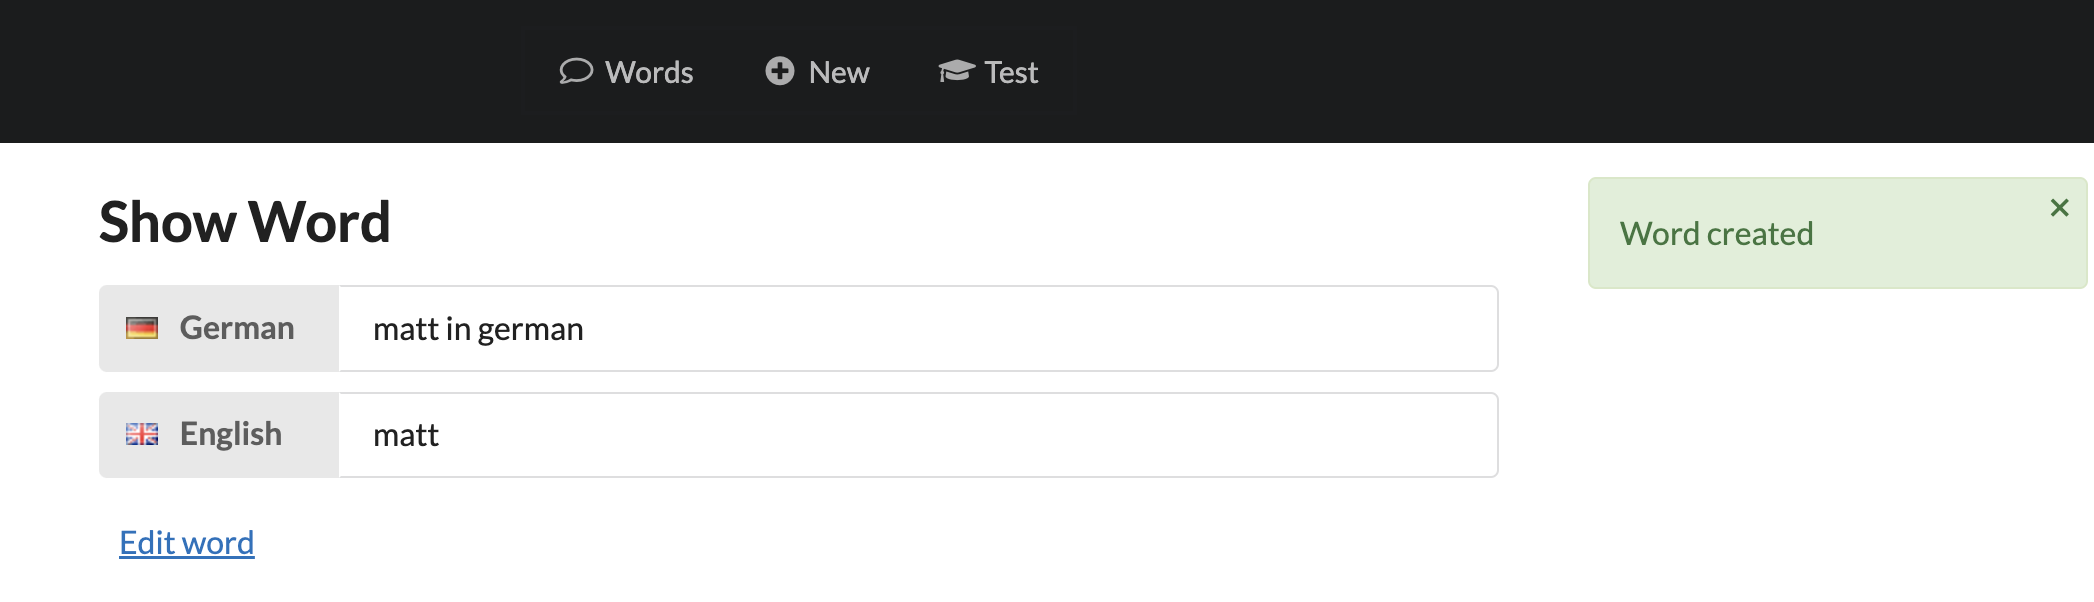 Words New Test
Show Word
Word created
German matt in german
English matt
Edit word